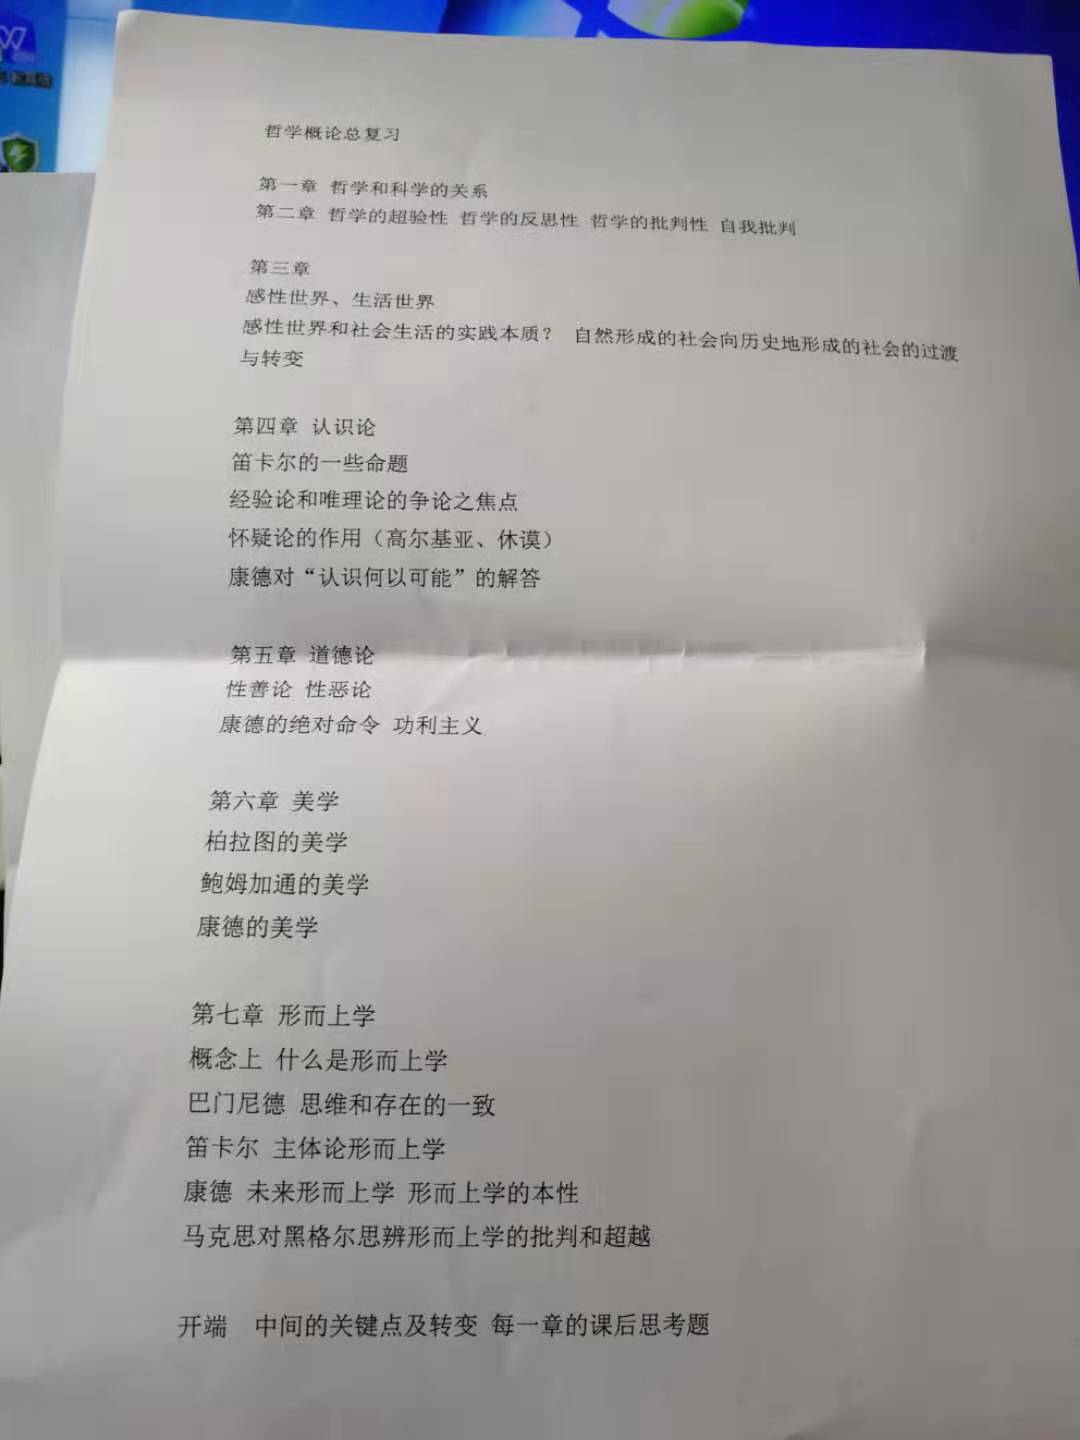 哲学概论总复习
第一章 哲学和科学的关系
第二章 哲学的超验性 哲学的反思性 哲学的批判性 自我批判
第三章
感性世界、生活世界
感性世界和社会生活的实践本质？ 自然形成的社会向历史地形成的社会的过渡
与转变
第四章 认识论
笛卡尔的一些命题
经验论和唯理论的争论之焦点
怀疑论的作用（高尔基亚、休谟）
康德对“认识何以可能”的解答
第五章 道德论
性善论 性恶论
康德的绝对命令 功利主义
第六章 美学
柏拉图的美学
鲍姆加通的美学
康德的美学
第七章 形而上学
概念上 什么是形而上学
巴门尼德 思维和存在的一致
笛卡尔 主体论形而上学
康德 未来形而上学 形而上学的本性
马克思对黑格尔思辨形而上学的批判和超越
开端 中间的关键点及转变 每一章的课后思考题